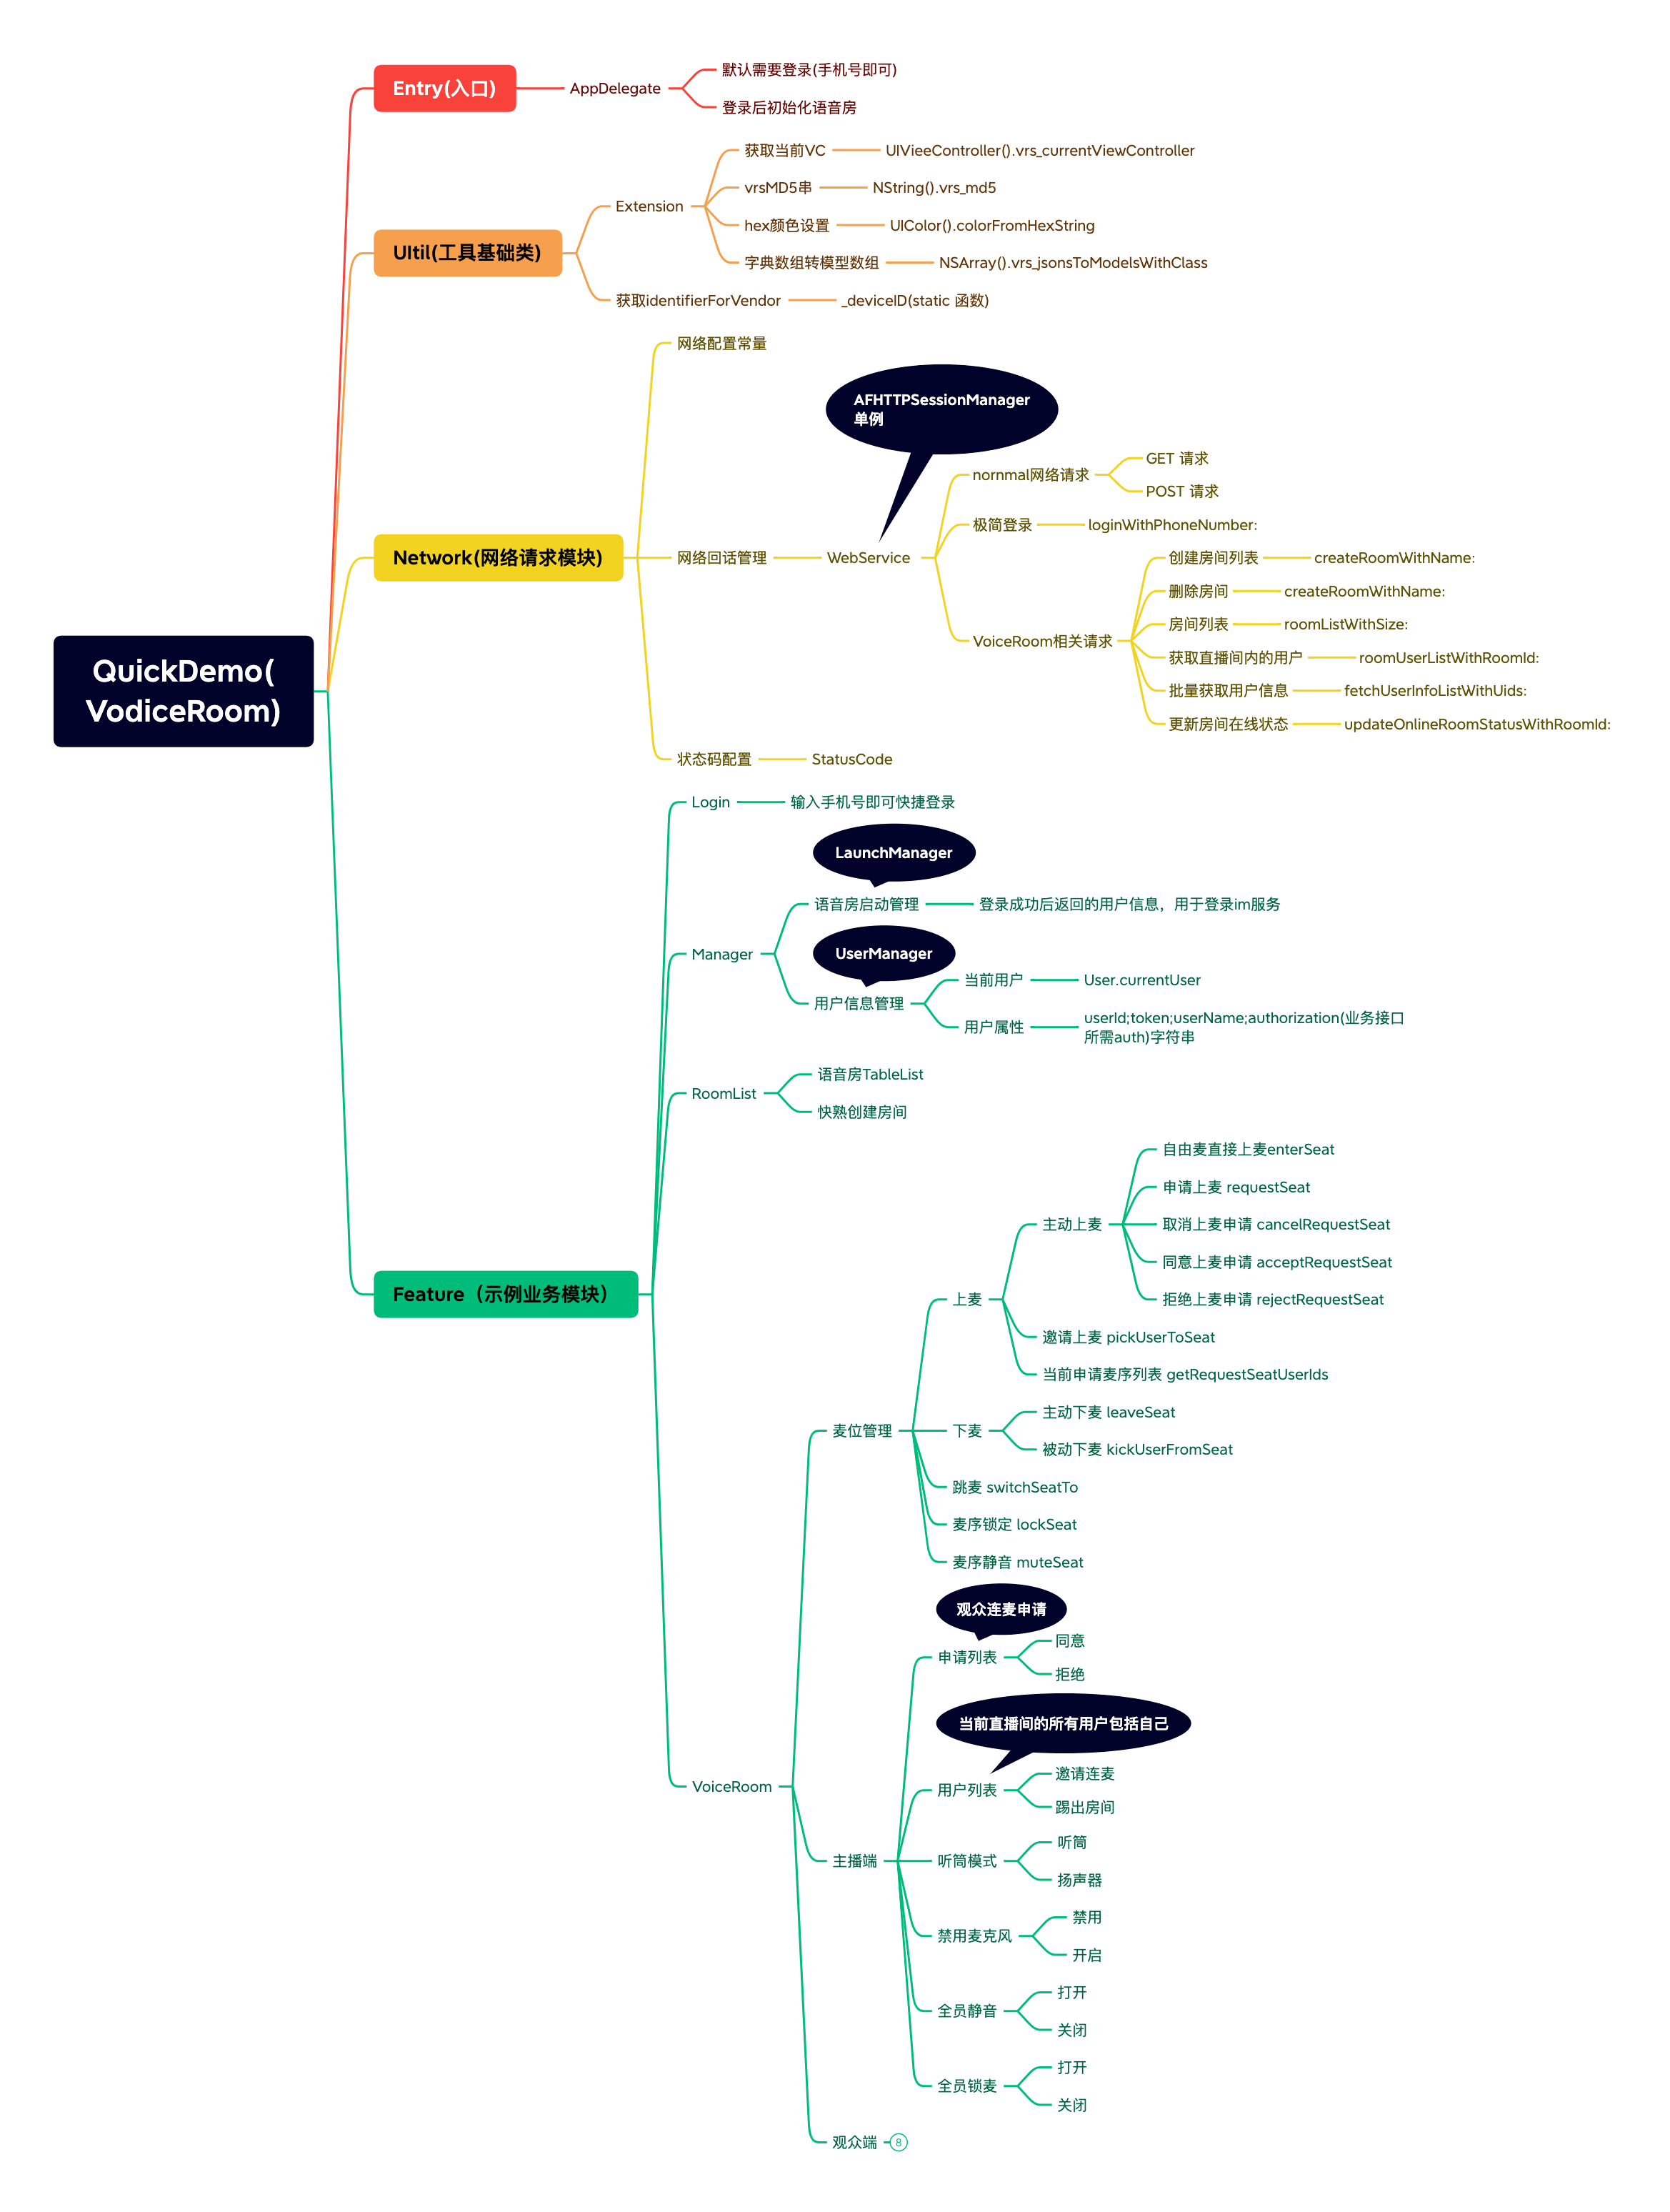 QuickDemo(
VodiceRoom)
Entry(入口)
AppDelegate
默认需要登录(手机号即可)
登录后初始化语音房
UItil(工具基础类)
Extension
获取当前VC
UIVieeController().vrs_currentViewController
vrsMD5串
NString().vrs_md5
hex颜色设置
UIColor().colorFromHexString
字典数组转模型数组
NSArray().vrs_jsonsToModelsWithClass
获取identifierForVendor
_deviceID(static 函数)
Network(网络请求模块)
网络配置常量
网络回话管理
AFHTTPSessionManager
单例
WebService
nornmal网络请求
GET 请求
POST 请求
极简登录
loginWithPhoneNumber:
VoiceRoom相关请求
创建房间列表
createRoomWithName:
删除房间
createRoomWithName:
房间列表
roomListWithSize:
获取直播间内的用户
roomUserListWithRoomId:
批量获取用户信息
fetchUserInfoListWithUids:
更新房间在线状态
updateOnlineRoomStatusWithRoomId:
状态码配置
StatusCode
Feature（示例业务模块）
Login
输入手机号即可快捷登录
Manager
LaunchManager
语音房启动管理
登录成功后返回的用户信息，用于登录im服务
UserManager
用户信息管理
当前用户
User.currentUser
用户属性
userId;token;userName;authorization(业务接口
所需auth)字符串
RoomList
语音房TableList
快熟创建房间
VoiceRoom
麦位管理
上麦
主动上麦
自由麦直接上麦enterSeat
申请上麦 requestSeat
取消上麦申请 cancelRequestSeat
同意上麦申请 acceptRequestSeat
拒绝上麦申请 rejectRequestSeat
邀请上麦 pickUserToSeat
当前申请麦序列表 getRequestSeatUserIds
下麦
主动下麦 leaveSeat
被动下麦 kickUserFromSeat
跳麦 switchSeatTo
麦序锁定 lockSeat
麦序静音 muteSeat
主播端
观众连麦申请
申请列表
同意
拒绝
当前直播间的所有用户包括自己
用户列表
邀请连麦
踢出房间
听筒模式
听筒
扬声器
禁用麦克风
禁用
开启
全员静音
打开
关闭
全员锁麦
打开
关闭
观众端
8